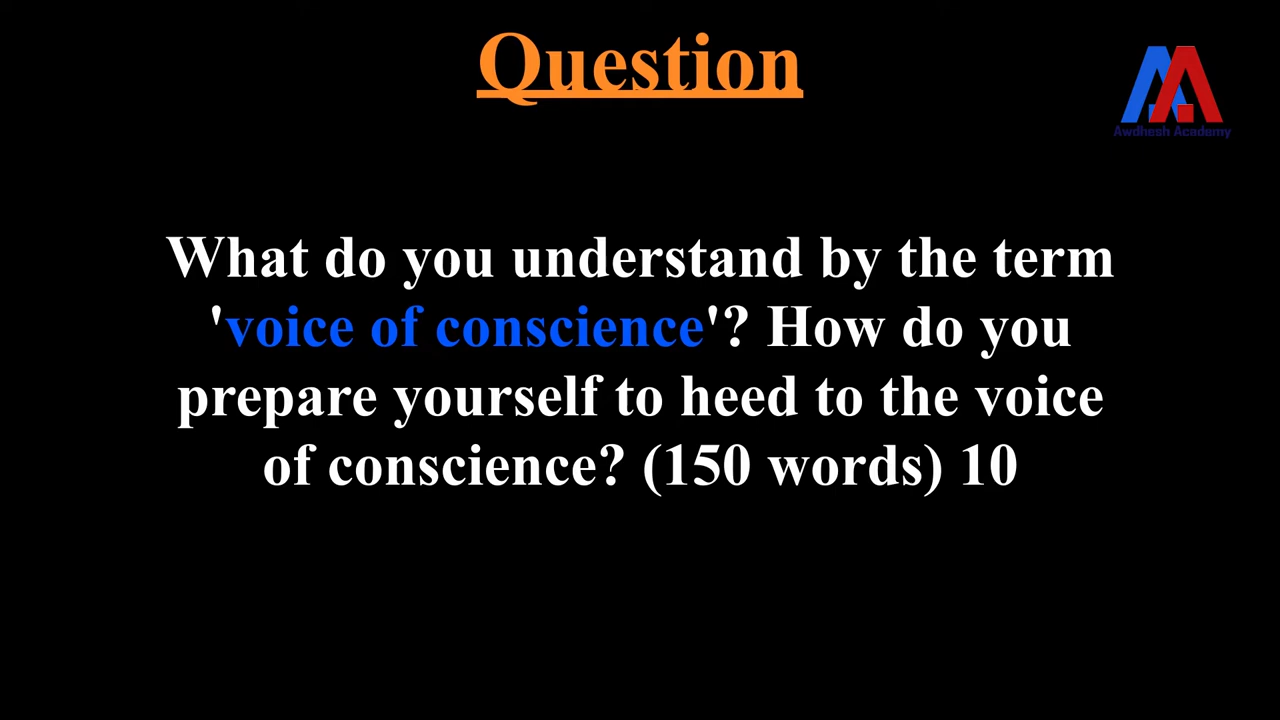 Question
Awdhesh Academy
What do you understand by the term
'voice of conscience'? How do you
prepare yourself to heed to the voice
of conscience? (150 words) 10